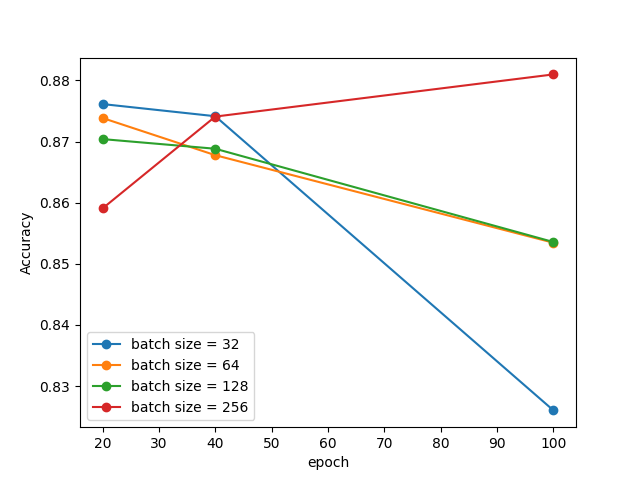 0.88
0.87
0.86
0.85
0.84
0.83
Accuracy
batch size = 32
batch size = 64
batch size = 128
batch size = 256
20 30 40 50 60 70 80 90 100
epoch